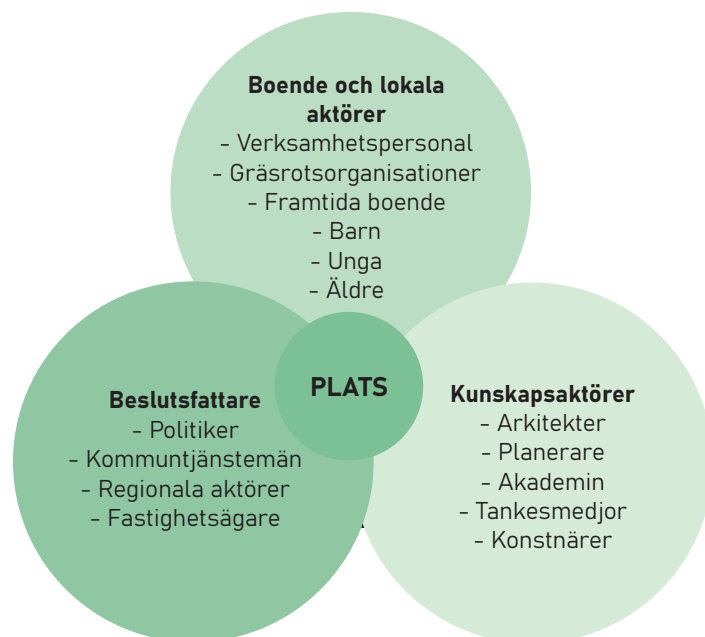 Boende och lokala
aktörer
- Verksamhetspersonal
- Gräsrotsorganisationer
- Framtida boende
- Barn
- Unga
- Äldre
PLATS
Beslutsfattare
- Politiker
- Kommuntjänstemän
- Regionala aktörer
- Fastighetsägare
Kunskapsaktörer
- Arkitekter
- Planerare
- Akademin
- Tankesmedjor
- Konstnärer